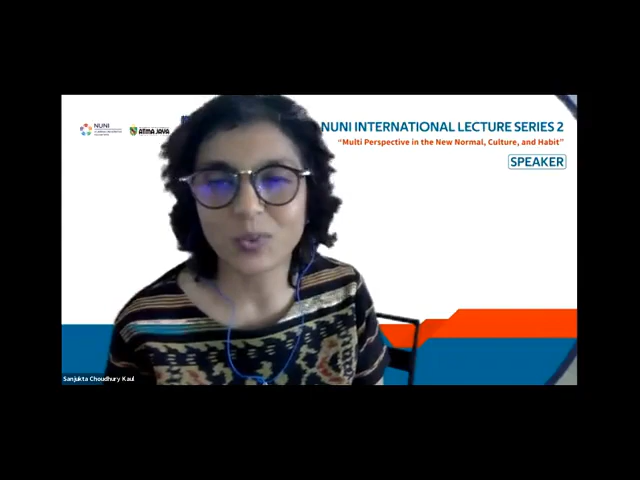 NUNI
ATMA JAYA
NUNI INTERNATIONAL LECTURE SERIES 2
“Multi Perspective in the New Normal, Culture, and Habit”
SPEAKER
Sanjukta Choudhury Kaul